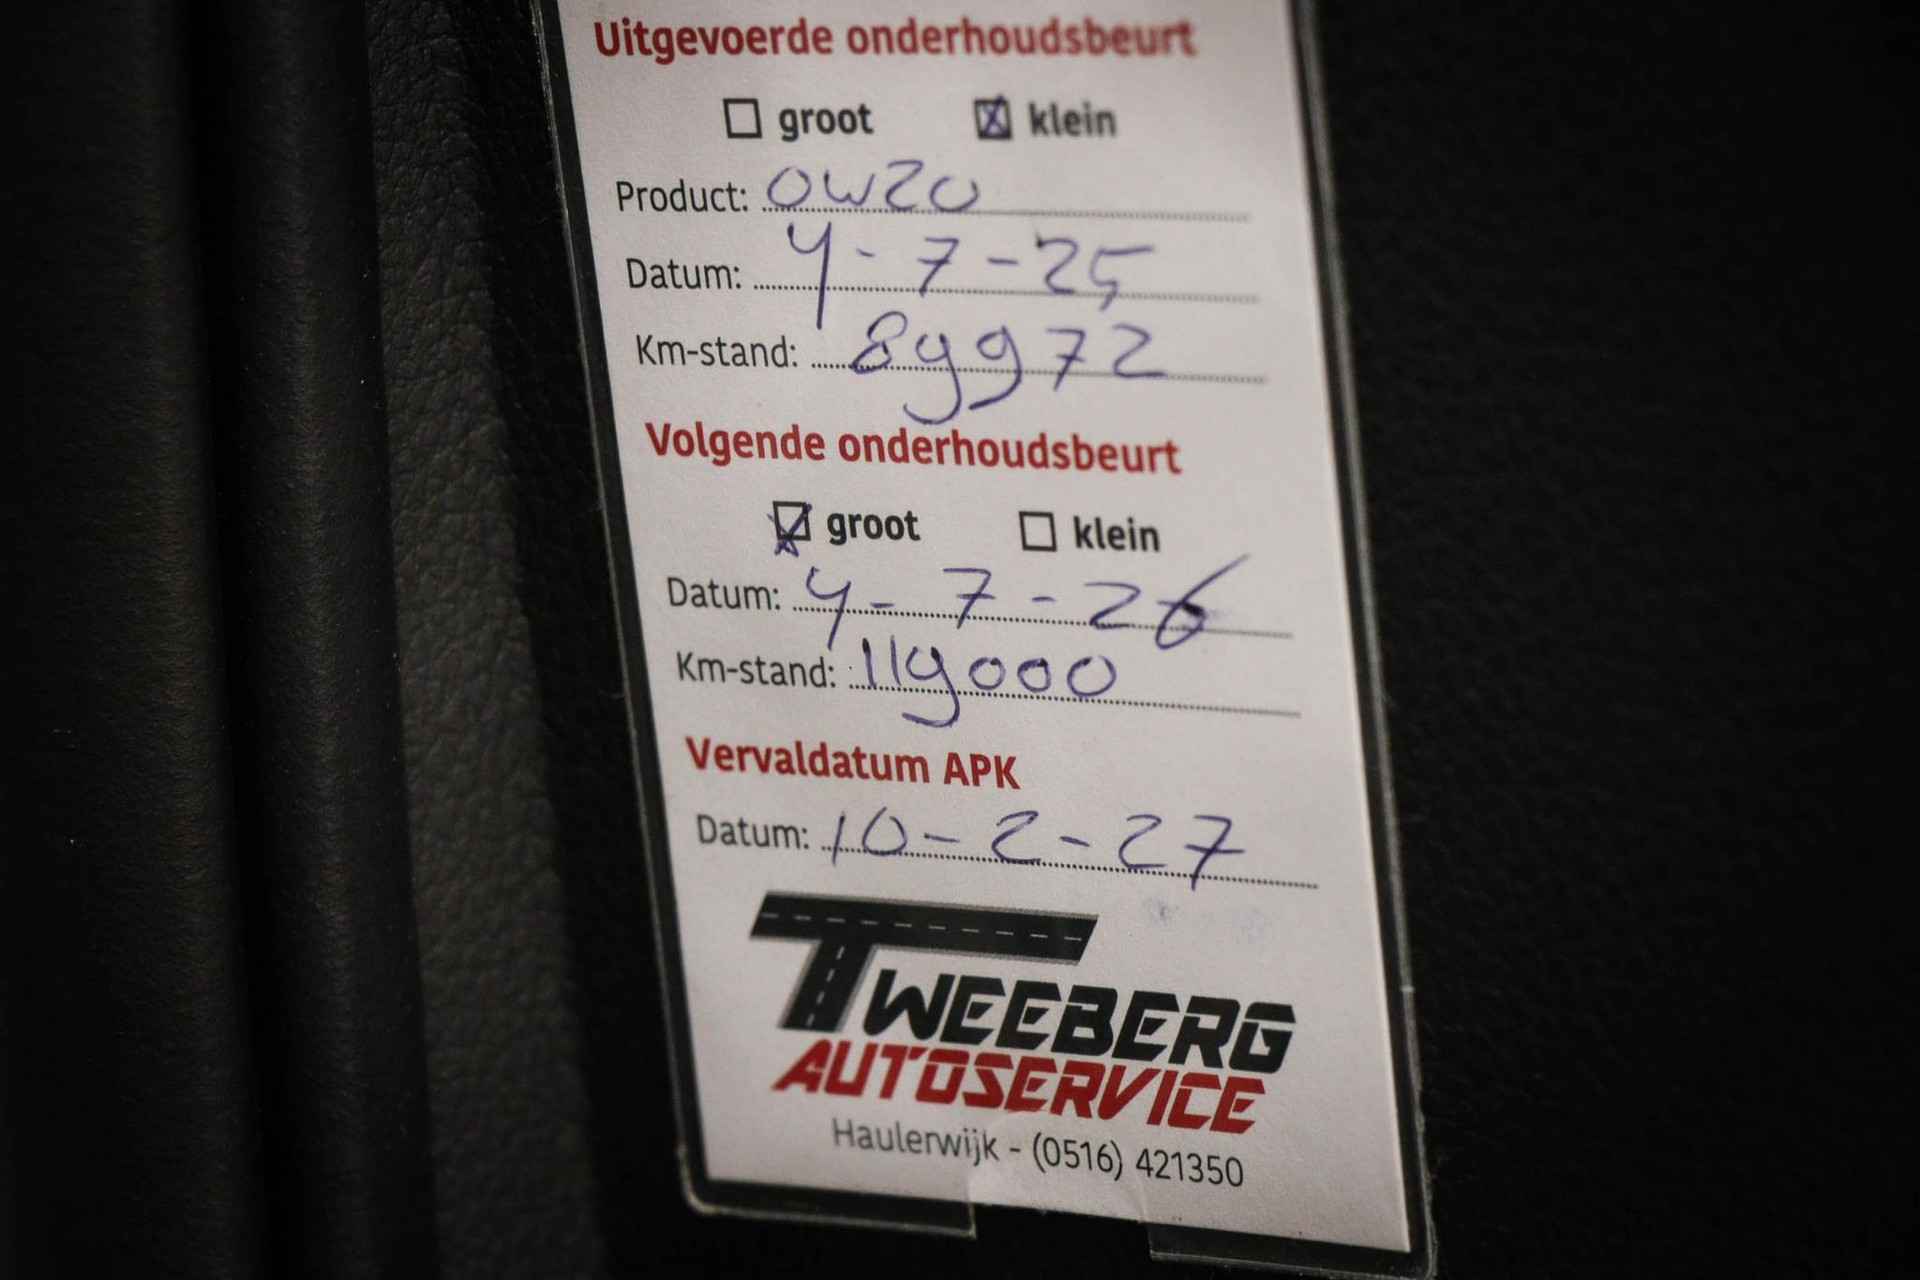 Uitgevoerde onderhoudsbeurt
groot klein
Product: 0W20
Datum: 4-7-25
Km-stand: 89972
Volgende onderhoudsbeurt
groot klein
Datum: 4-7-26
Km-stand: 119000
Vervaldatum APK
Datum: 10-2-27
TWEEBERG
AUTOSERVICE
Haulerwijk - (0516) 421350